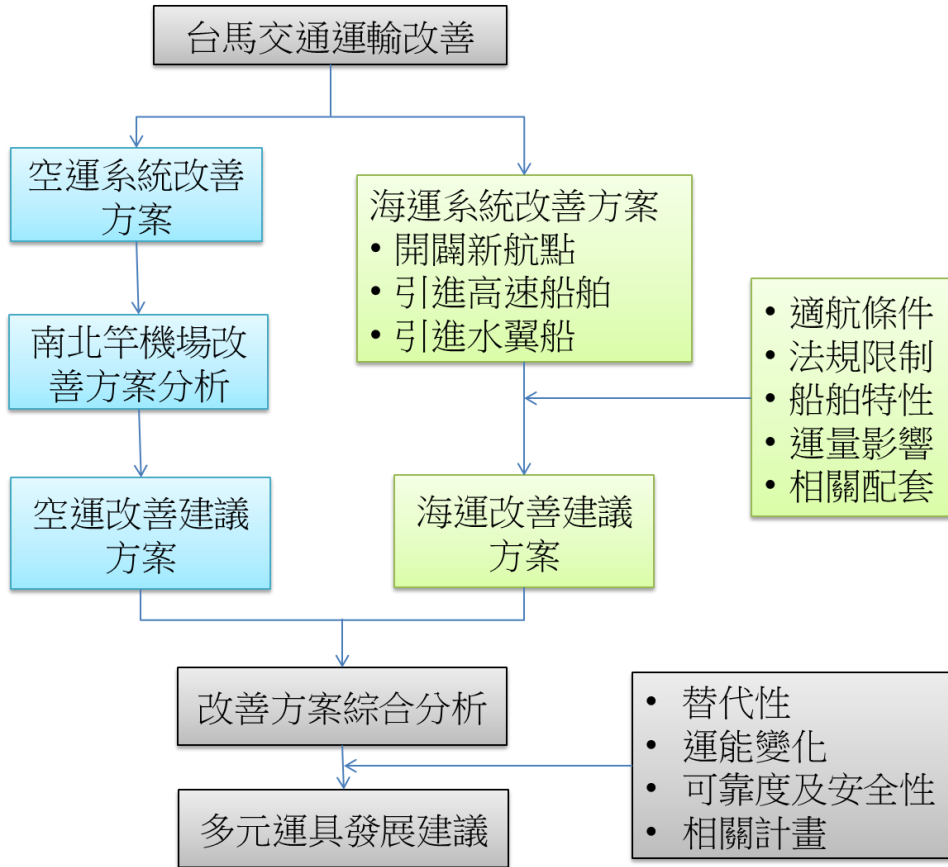 台馬交通運輸改善
空運系統改善
方案
海運系統改善方案
• 開闢新航點
• 引進高速船舶
• 引進水翼船
南北竿機場改
善方案分析
• 適航條件
• 法規限制
• 船舶特性
• 運量影響
• 相關配套
空運改善建議
方案
海運改善建議
方案
改善方案綜合分析
• 替代性
• 運能變化
• 可靠度及安全性
• 相關計畫
多元運具發展建議